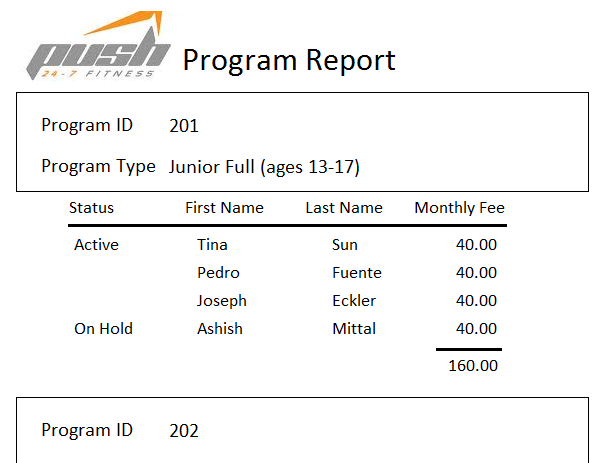 push
24-7 FITNESS
Program Report
Program ID 201
Program Type Junior Full (ages 13-17)
Status First Name Last Name Monthly Fee
Active Tina Sun 40.00
Pedro Fuente 40.00
Joseph Eckler 40.00
On Hold Ashish Mittal 40.00
160.00
Program ID 202